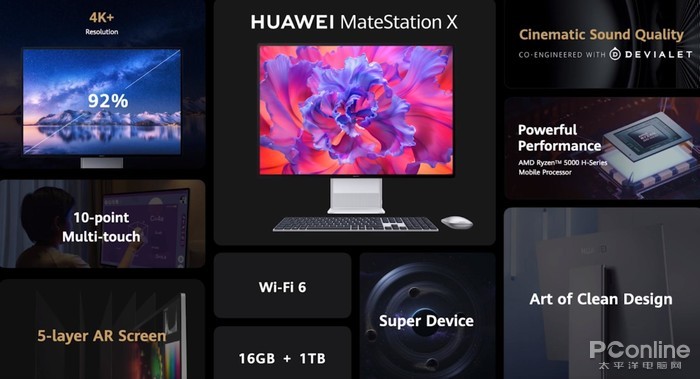 4K+
Resolution
92%
10-point
Multi-touch
5-layer AR Screen
HUAWEI MateStation X
Wi-Fi 6
16GB + 1TB
Super Device
Cinematic Sound Quality
CO-ENGINEERED WITH DEVIALET
Powerful
Performance
AMD Ryzen™ 5000 H-Series
Mobile Processor
HUAWEI
Art of Clean Design
PConline
太平洋电脑网